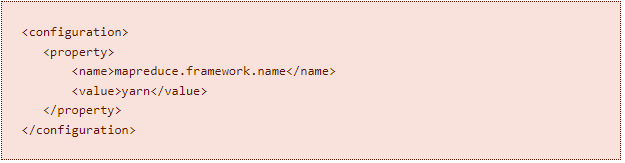 <configuration>
   <property>
       <name>mapreduce.framework.name</name>
       <value>yarn</value>
   </property>
</configuration>